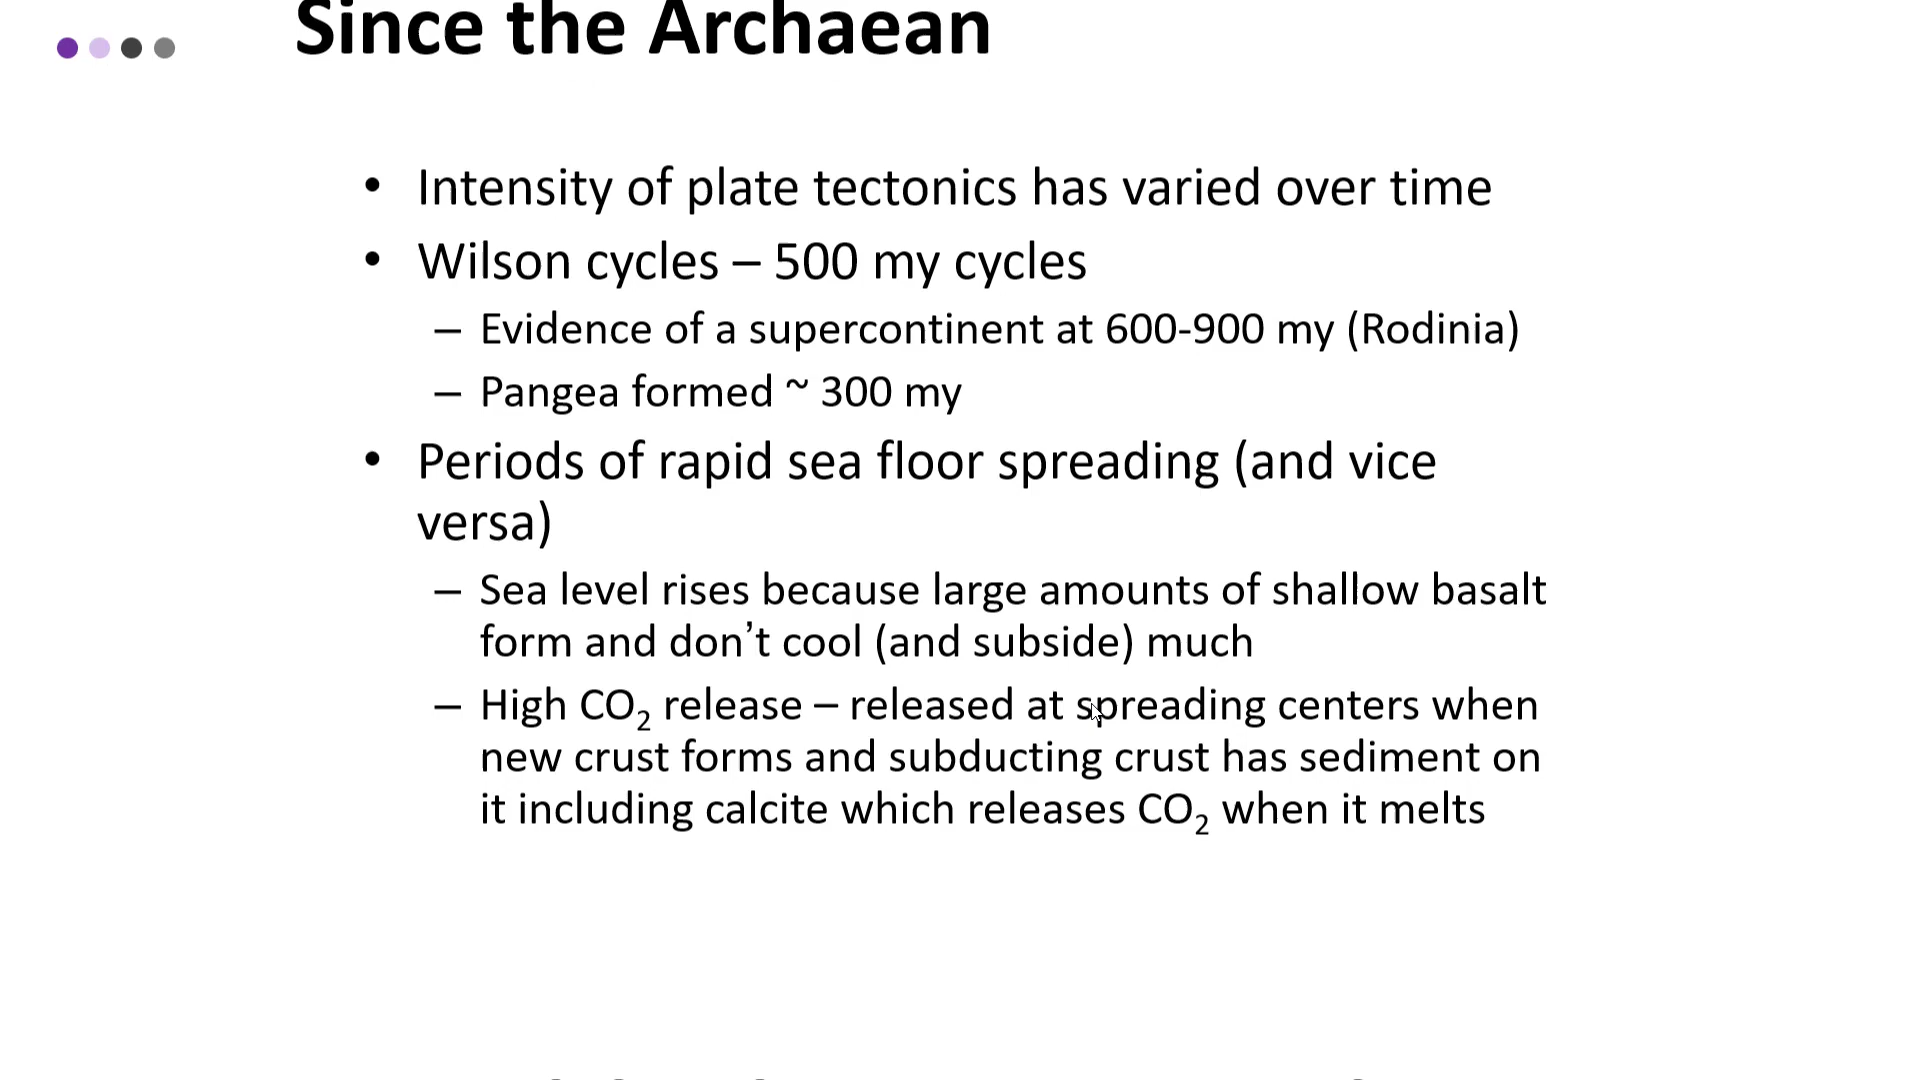 Since the Archaean
• Intensity of plate tectonics has varied over time
• Wilson cycles – 500 my cycles
– Evidence of a supercontinent at 600-900 my (Rodinia)
– Pangea formed ~ 300 my
• Periods of rapid sea floor spreading (and vice
versa)
– Sea level rises because large amounts of shallow basalt
form and don’t cool (and subside) much
– High CO₂ release – released at spreading centers when
new crust forms and subducting crust has sediment on
it including calcite which releases CO₂ when it melts